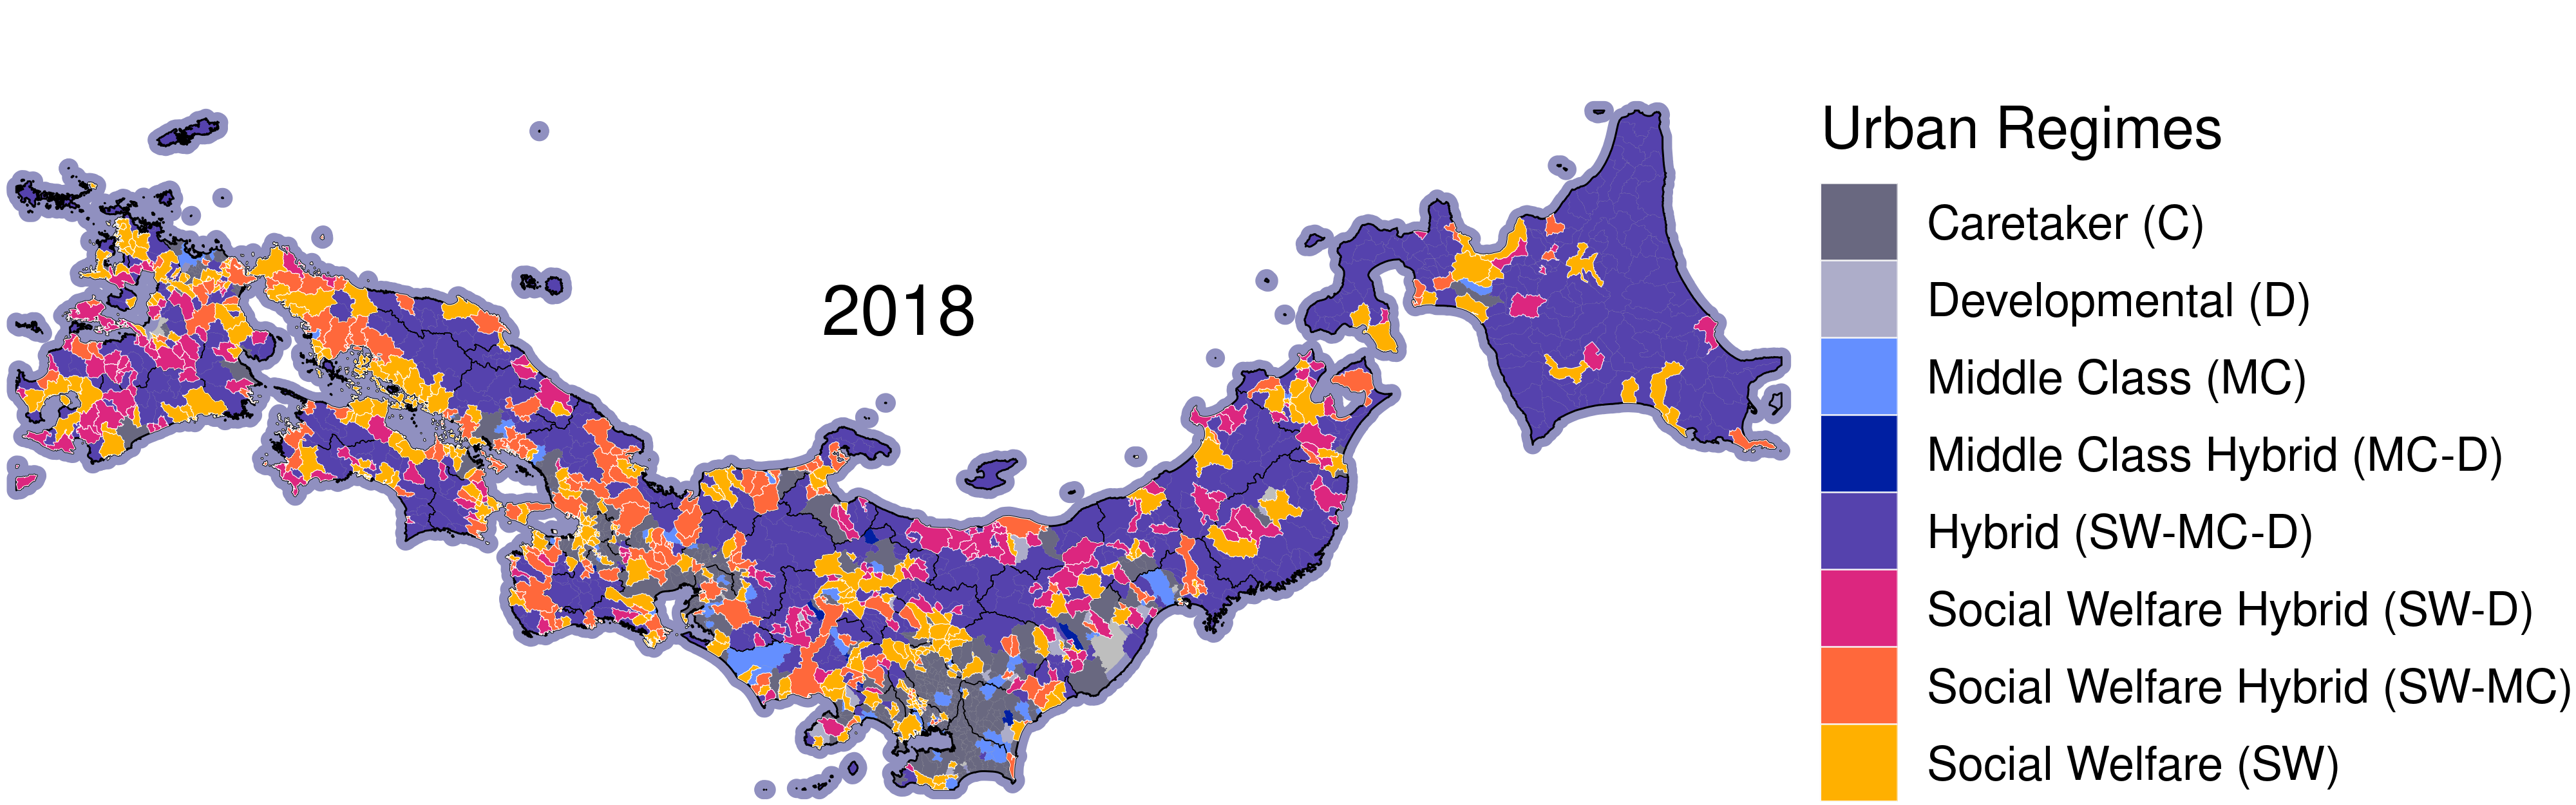 2018
Urban Regimes
Caretaker (C)
Developmental (D)
Middle Class (MC)
Middle Class Hybrid (MC-D)
Hybrid (SW-MC-D)
Social Welfare Hybrid (SW-D)
Social Welfare Hybrid (SW-MC)
Social Welfare (SW)